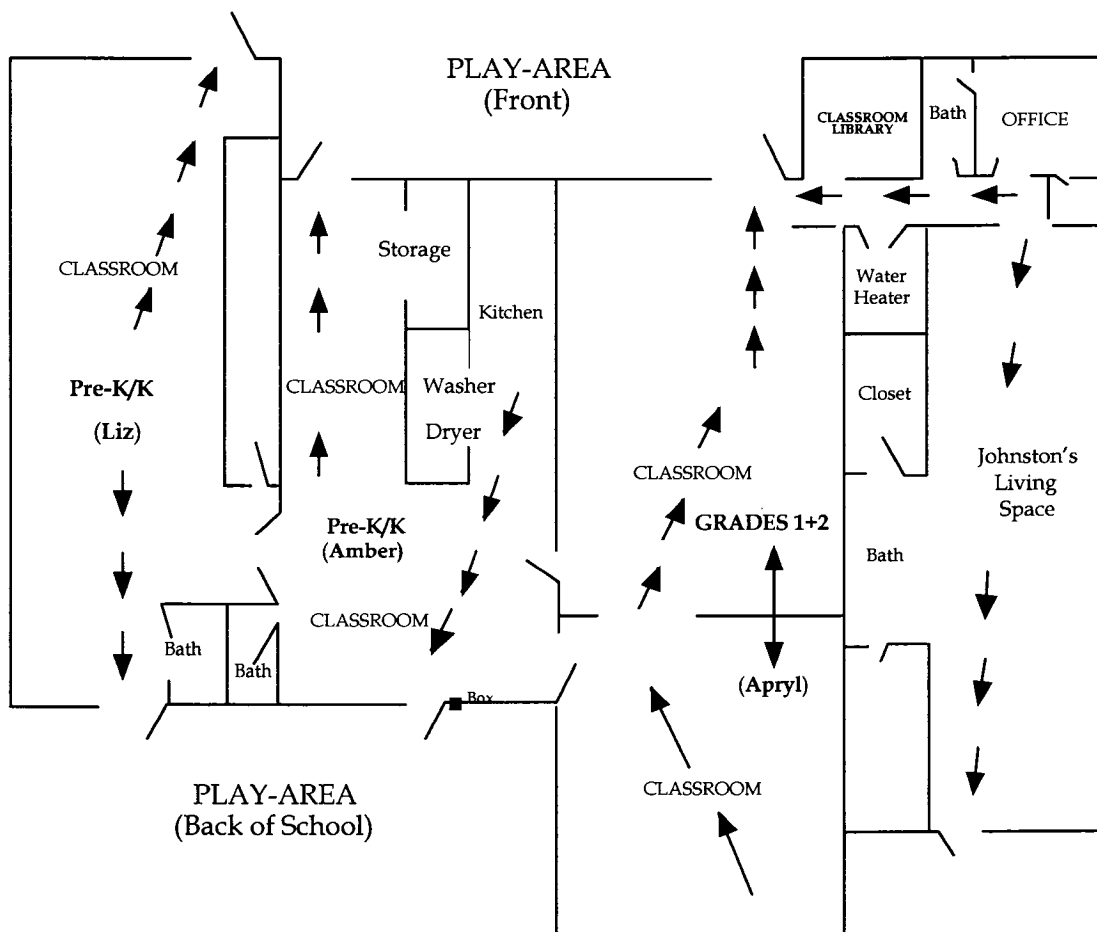 PLAY-AREA
(Front)
CLASSROOM
LIBRARY
Bath
OFFICE
CLASSROOM
Storage
Kitchen
Water
Heater
Pre-K/K
(Liz)
CLASSROOM
Washer
Dryer
Closet
CLASSROOM
Johnston's
Living
Space
GRADES 1+2
Pre-K/K
(Amber)
Bath
CLASSROOM
Bath
Bath
(Apryl)
Box
CLASSROOM
PLAY-AREA
(Back of School)